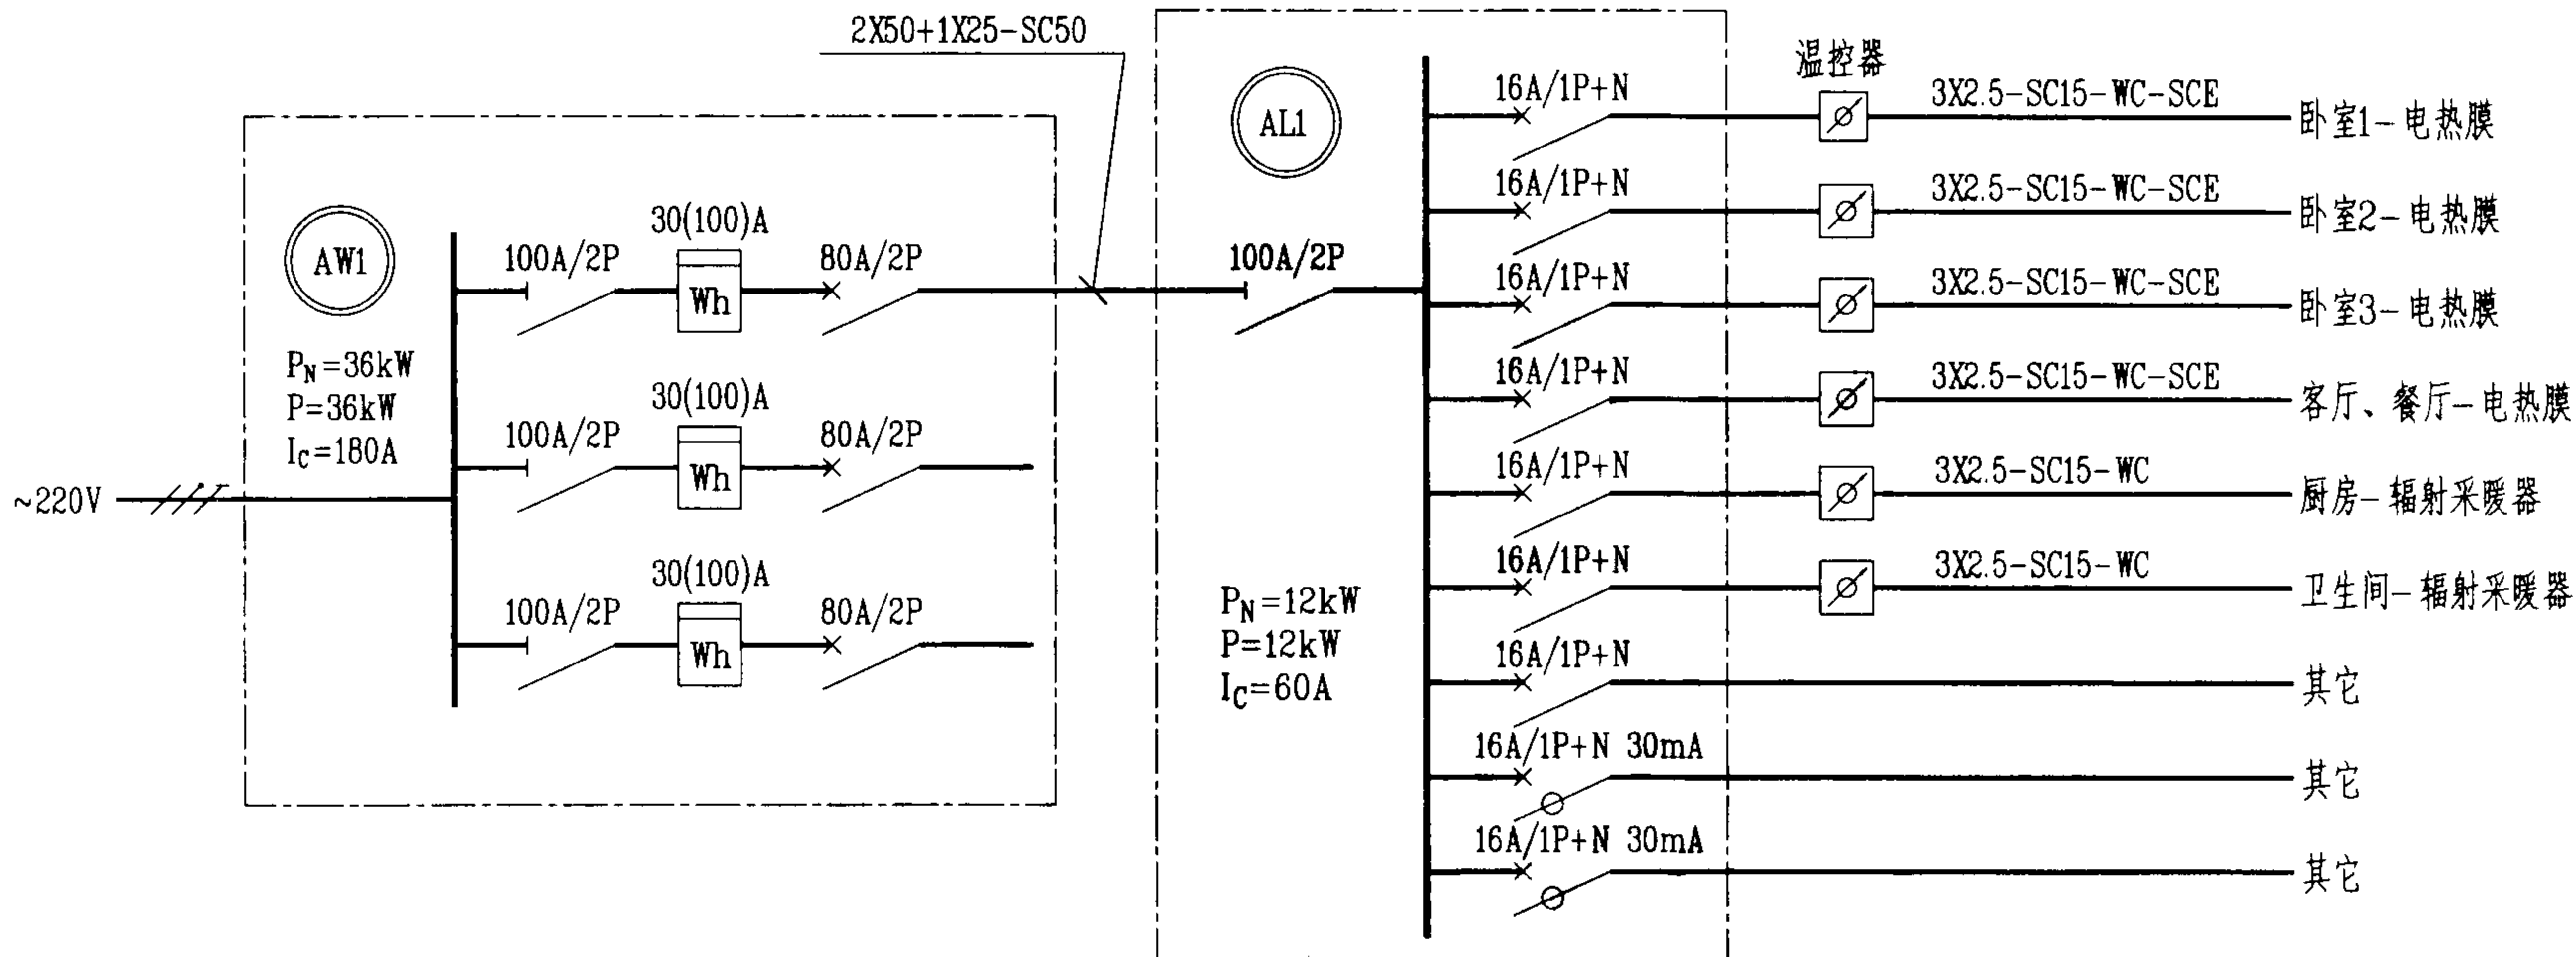 2X50+1X25-SC50
AW1
P_N=36kW
P=36kW
I_C=180A
~220V
30(100)A
100A/2P
Wh
80A/2P
30(100)A
100A/2P
Wh
80A/2P
30(100)A
100A/2P
Wh
80A/2P
AL1
100A/2P
P_N=12kW
P=12kW
I_C=60A
温控器
16A/1P+N 3X2.5-SC15-WC-SCE 卧室1-电热膜
16A/1P+N 3X2.5-SC15-WC-SCE 卧室2-电热膜
16A/1P+N 3X2.5-SC15-WC-SCE 卧室3-电热膜
16A/1P+N 3X2.5-SC15-WC-SCE 客厅、餐厅-电热膜
16A/1P+N 3X2.5-SC15-WC 厨房-辐射采暖器
16A/1P+N 3X2.5-SC15-WC 卫生间-辐射采暖器
16A/1P+N 其它
16A/1P+N 30mA 其它
16A/1P+N 30mA 其它